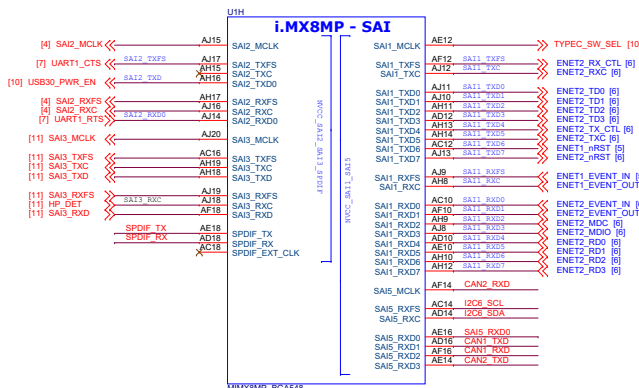 U1H
i.MX8MP - SAI
[4] SAI2_MCLK AJ15 SAI2_MCLK
[7] UART1_CTS SAI2_TXFS AJ17 SAI2_TXFS
AH15 SAI2_TXC
[10] USB30_PWR_EN SAI2_TXD AH16 SAI2_TXD0
[4] SAI2_RXFS AH17 SAI2_RXFS
[4] SAI2_RXC AJ16 SAI2_RXC
[7] UART1_RTS SAI2_RXD0 AJ14 SAI2_RXD0
[11] SAI3_MCLK AJ20 SAI3_MCLK
[11] SAI3_TXFS AC16 SAI3_TXFS
[11] SAI3_TXC AH19 SAI3_TXC
[11] SAI3_TXD AH18 SAI3_TXD
[11] SAI3_RXFS AJ19 SAI3_RXFS
[11] HP_DET SAI3_RXC AJ18 SAI3_RXC
[11] SAI3_RXD AF18 SAI3_RXD
SPDIF_TX AE18 SPDIF_TX
SPDIF_RX AD18 SPDIF_RX
AC18 SPDIF_EXT_CLK
NVCC_SAI2_SAI3_SPDIF
NVCC_SAI1_SAI5
SAI1_MCLK AE12 TYPEC_SW_SEL [10
SAI1_TXFS AF12 SAI1_TXFS ENET2_RX_CTL [6]
SAI1_TXC AJ12 SAI1_TXC ENET2_RXC [6]
SAI1_TXD0 AJ11 SAI1_TXD0 ENET2_TD0 [6]
SAI1_TXD1 AJ10 SAI1_TXD1 ENET2_TD1 [6]
SAI1_TXD2 AH11 SAI1_TXD2 ENET2_TD2 [6]
SAI1_TXD3 AD12 SAI1_TXD3 ENET2_TD3 [6]
SAI1_TXD4 AH13 SAI1_TXD4 ENET2_TX_CTL [6]
SAI1_TXD5 AH14 SAI1_TXD5 ENET2_TXC [6]
SAI1_TXD6 AC12 SAI1_TXD6 ENET1_nRST [5]
SAI1_TXD7 AJ13 SAI1_TXD7 ENET2_nRST [6]
SAI1_RXFS AJ9 SAI1_RXFS ENET1_EVENT_IN
SAI1_RXC AH8 SAI1_RXC ENET1_EVENT_OUT
SAI1_RXD0 AC10 SAI1_RXD0 ENET2_EVENT_IN
SAI1_RXD1 AF10 SAI1_RXD1 ENET2_EVENT_OUT
SAI1_RXD2 AH9 SAI1_RXD2 ENET2_MDC [6]
SAI1_RXD3 AJ8 SAI1_RXD3 ENET2_MDIO [6]
SAI1_RXD4 AD10 SAI1_RXD4 ENET2_RD0 [6]
SAI1_RXD5 AE10 SAI1_RXD5 ENET2_RD1 [6]
SAI1_RXD6 AH10 SAI1_RXD6 ENET2_RD2 [6]
SAI1_RXD7 AH12 SAI1_RXD7 ENET2_RD3 [6]
SAI5_MCLK AF14 CAN2_RXD
SAI5_RXFS AC14 I2C6_SCL
SAI5_RXC AD14 I2C6_SDA
SAI5_RXD0 AE16 SAI5_RXD0
SAI5_RXD1 AD16 CAN1_TXD
SAI5_RXD2 AF16 CAN1_RXD
SAI5_RXD3 AE14 CAN2_TXD